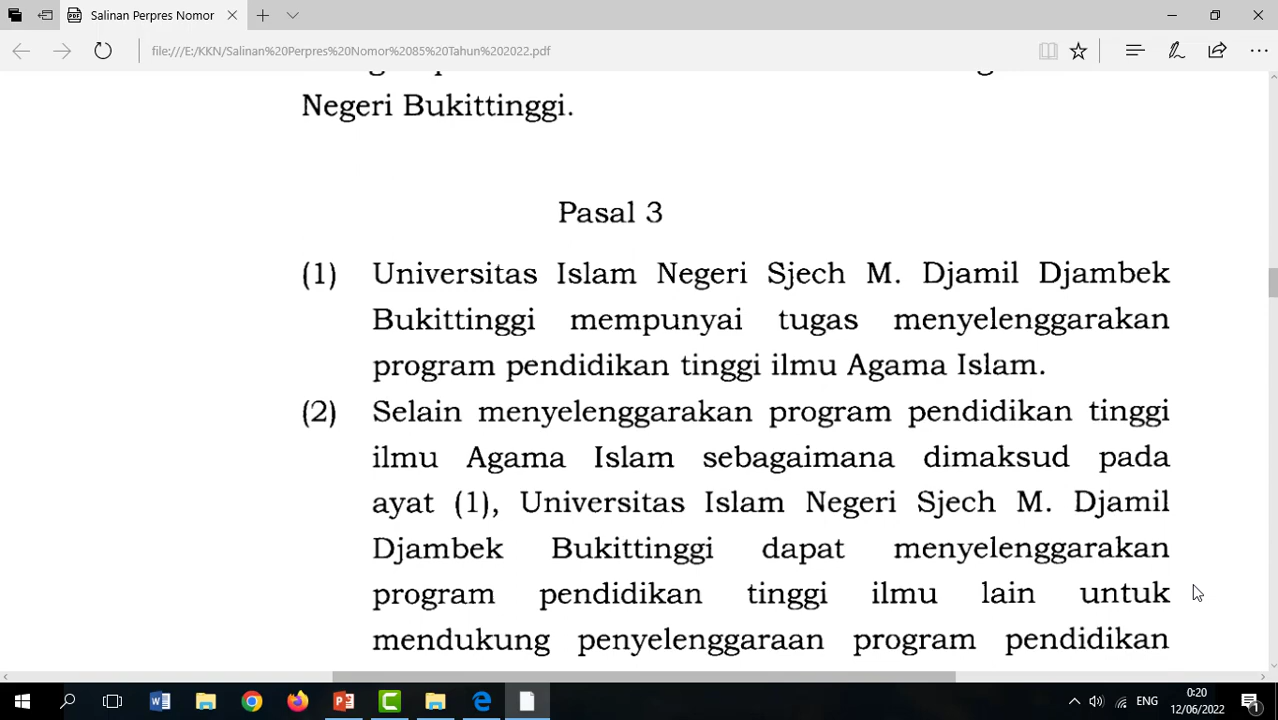 Salinan Perpres Nomor
file:///E:/KKN/Salinan%20Perpres%20Nomor%2085%20Tahun%202022.pdf
Negeri Bukittinggi.
Pasal 3
(1) Universitas Islam Negeri Sjech M. Djamil Djambek
Bukittinggi mempunyai tugas menyelenggarakan
program pendidikan tinggi ilmu Agama Islam.
(2) Selain menyelenggarakan program pendidikan tinggi
ilmu Agama Islam sebagaimana dimaksud pada
ayat (1), Universitas Islam Negeri Sjech M. Djamil
Djambek Bukittinggi dapat menyelenggarakan
program pendidikan tinggi ilmu lain untuk
mendukung penyelenggaraan program pendidikan
ENG
0:20
12/06/2022